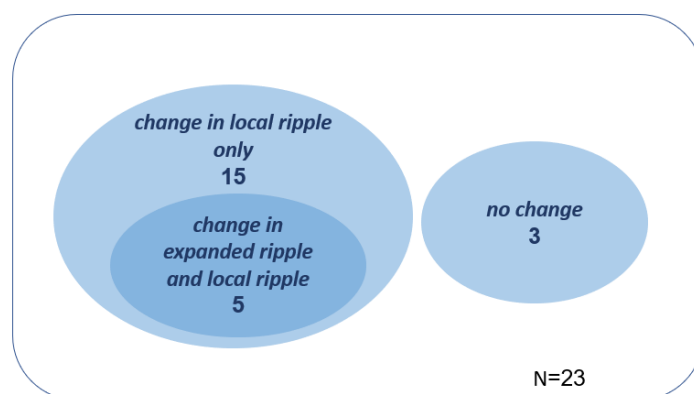 change in local ripple
only
15
change in
expanded ripple
and local ripple
5
no change
3
N=23